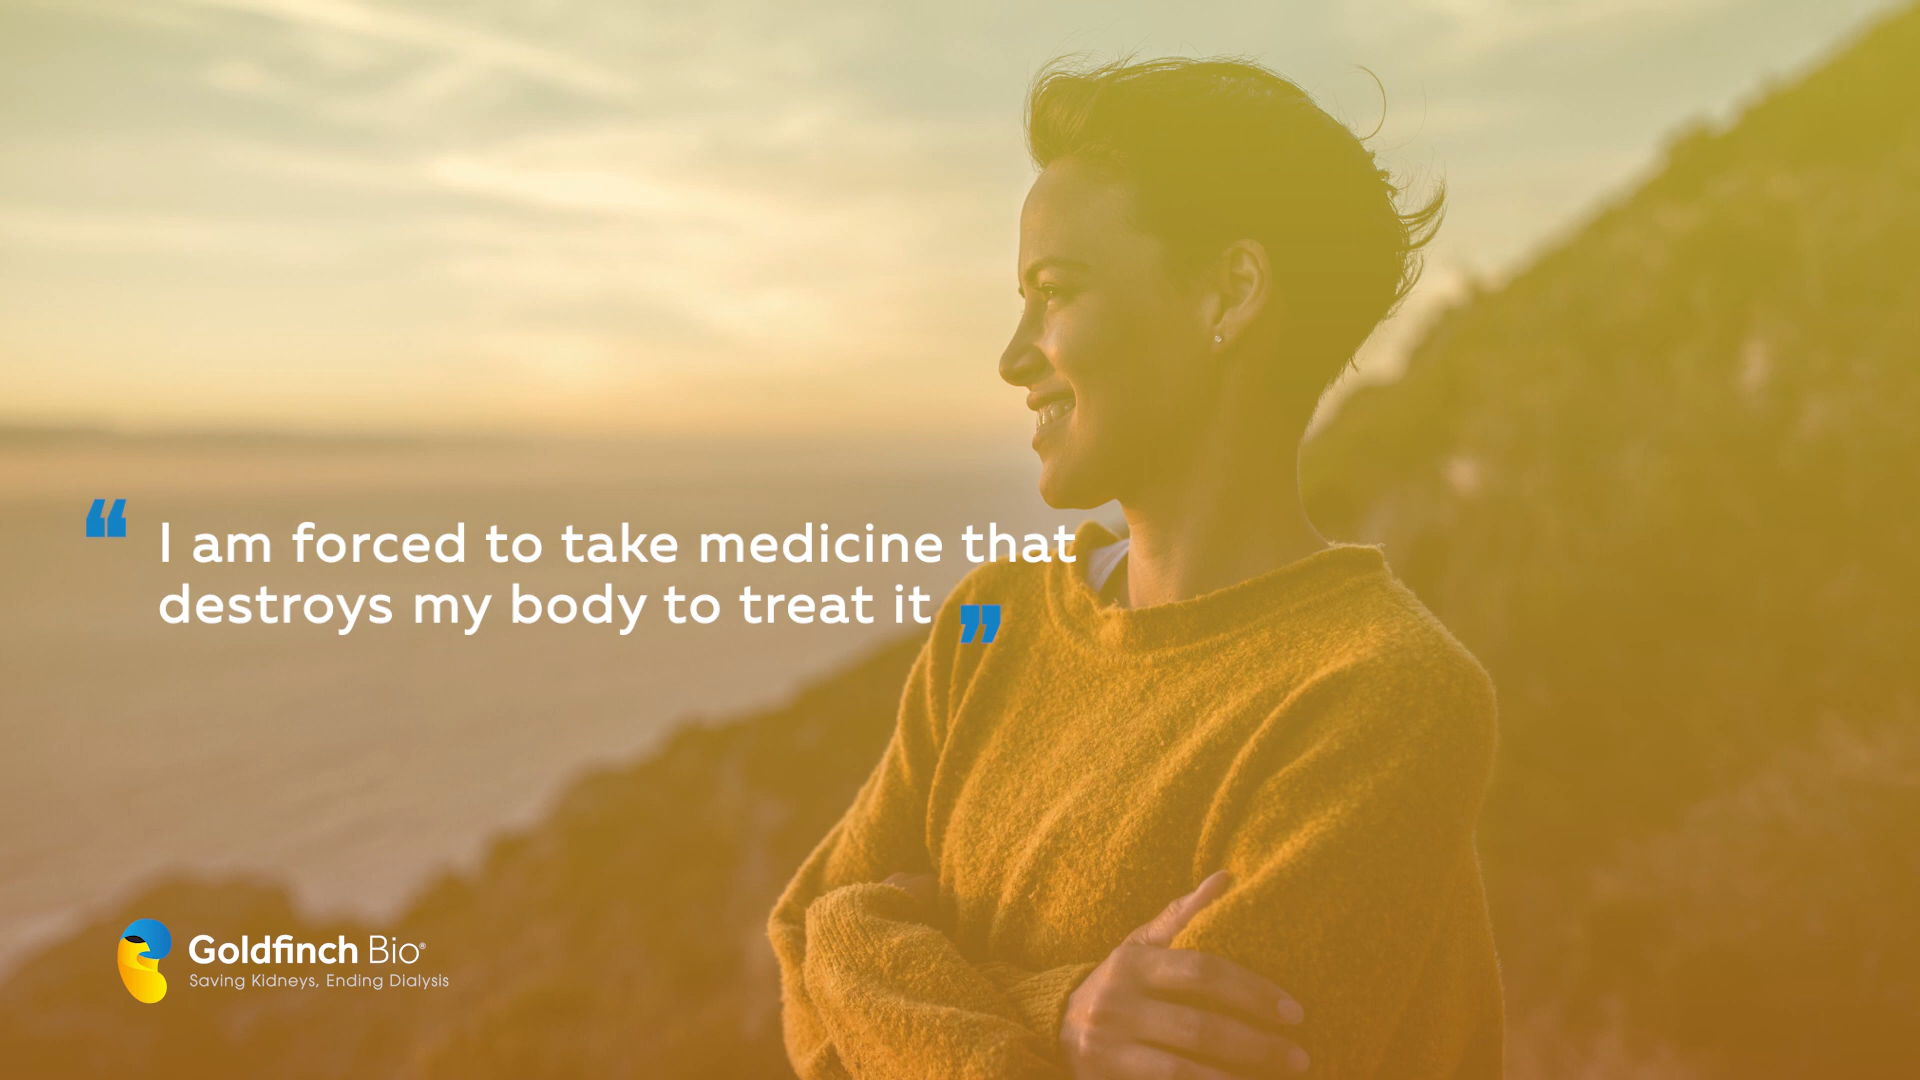 “ I am forced to take medicine that
destroys my body to treat it ”
Goldfinch Bio®
Saving Kidneys, Ending Dialysis